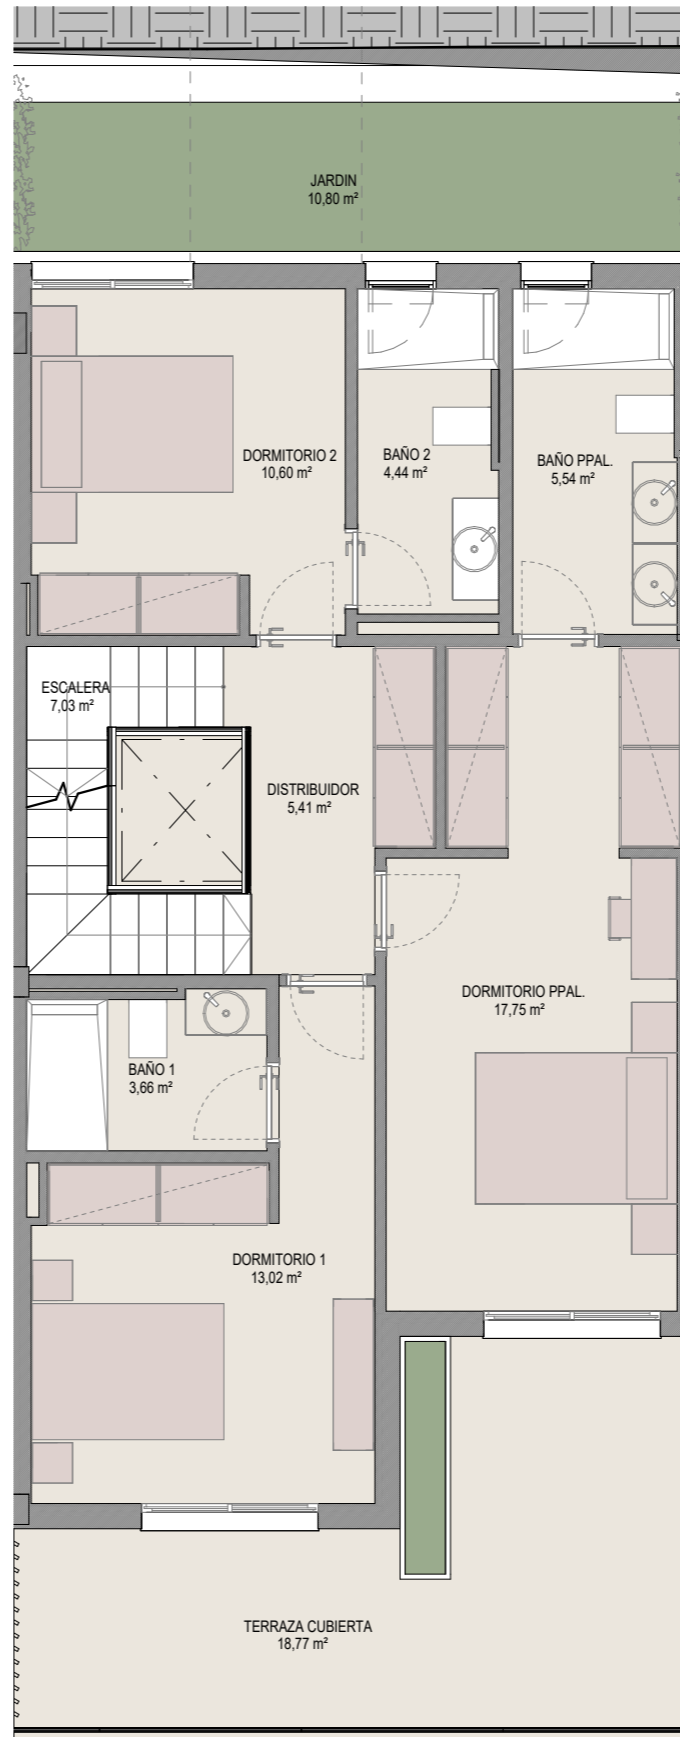 JARDIN
10,80 m²
DORMITORIO 2
10,60 m²
BAÑO 2
4,44 m²
BAÑO PPAL.
5,54 m²
ESCALERA
7,03 m²
DISTRIBUIDOR
5,41 m²
DORMITORIO PPAL.
17,75 m²
BAÑO 1
3,66 m²
DORMITORIO 1
13,02 m²
TERRAZA CUBIERTA
18,77 m²